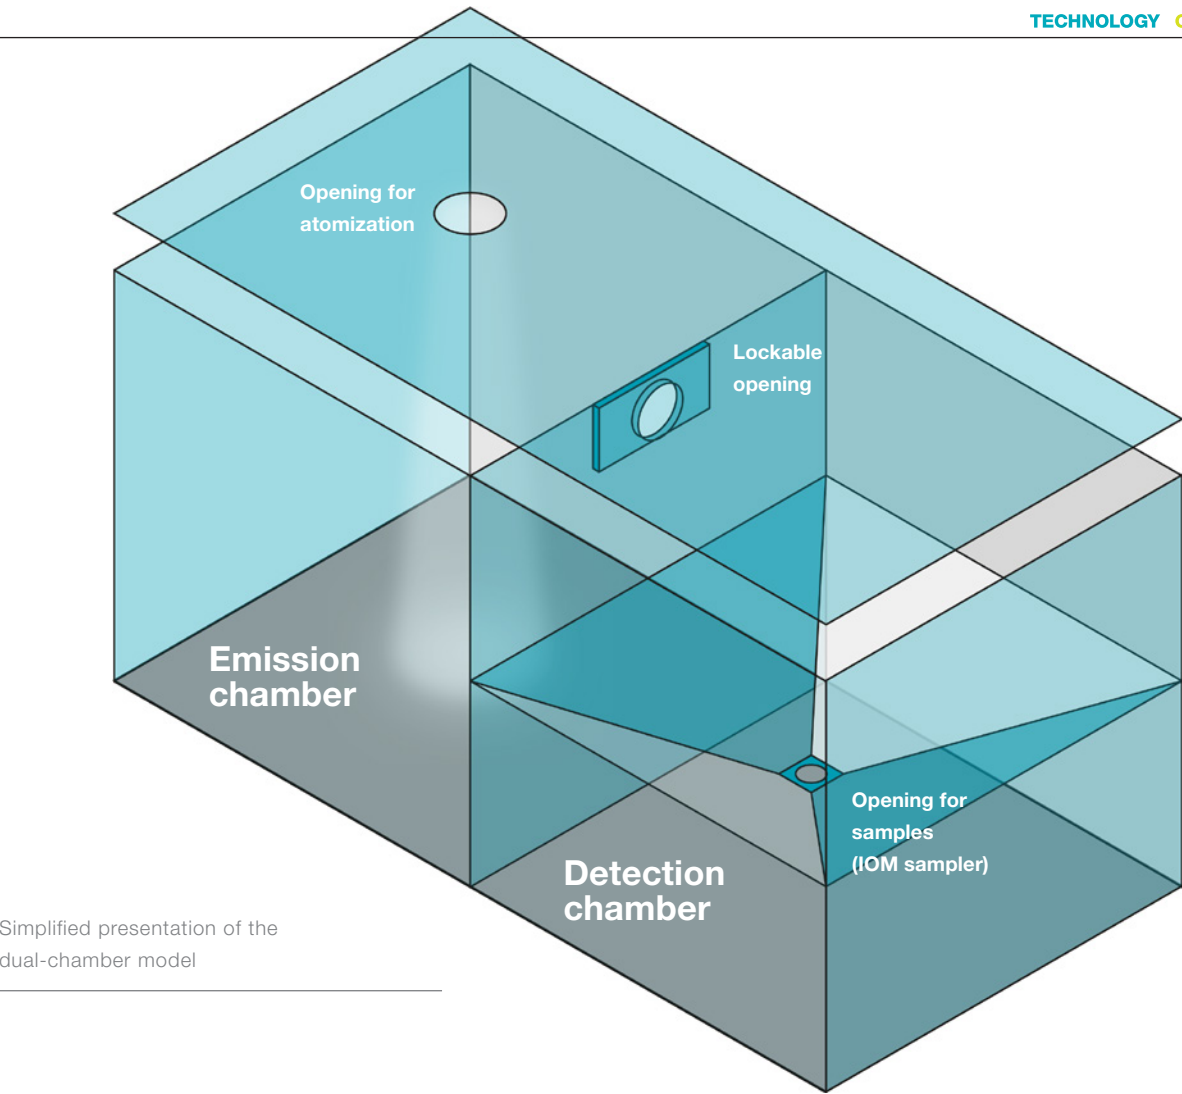 TECHNOLOGY
Opening for
atomization
Lockable
opening
Emission
chamber
Opening for
samples
(IOM sampler)
Detection
chamber
Simplified presentation of the
dual-chamber model